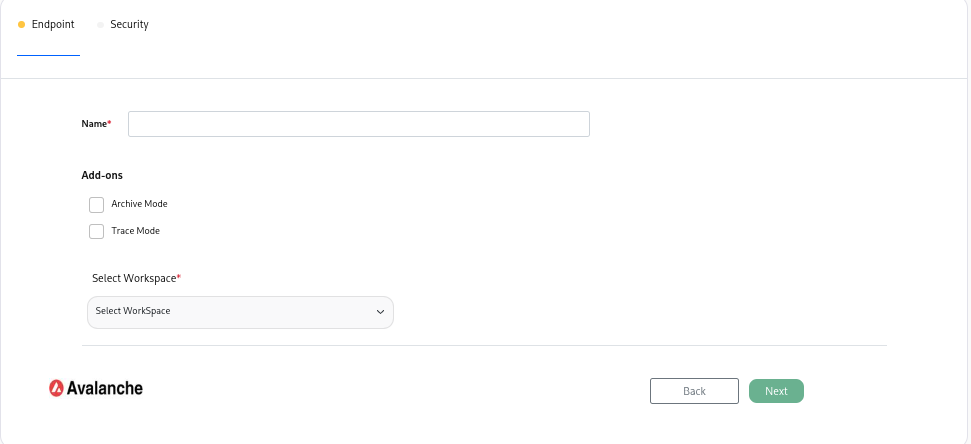 Endpoint Security
Name*
Add-ons
Archive Mode
Trace Mode
Select Workspace*
Select WorkSpace
Avalanche Back Next